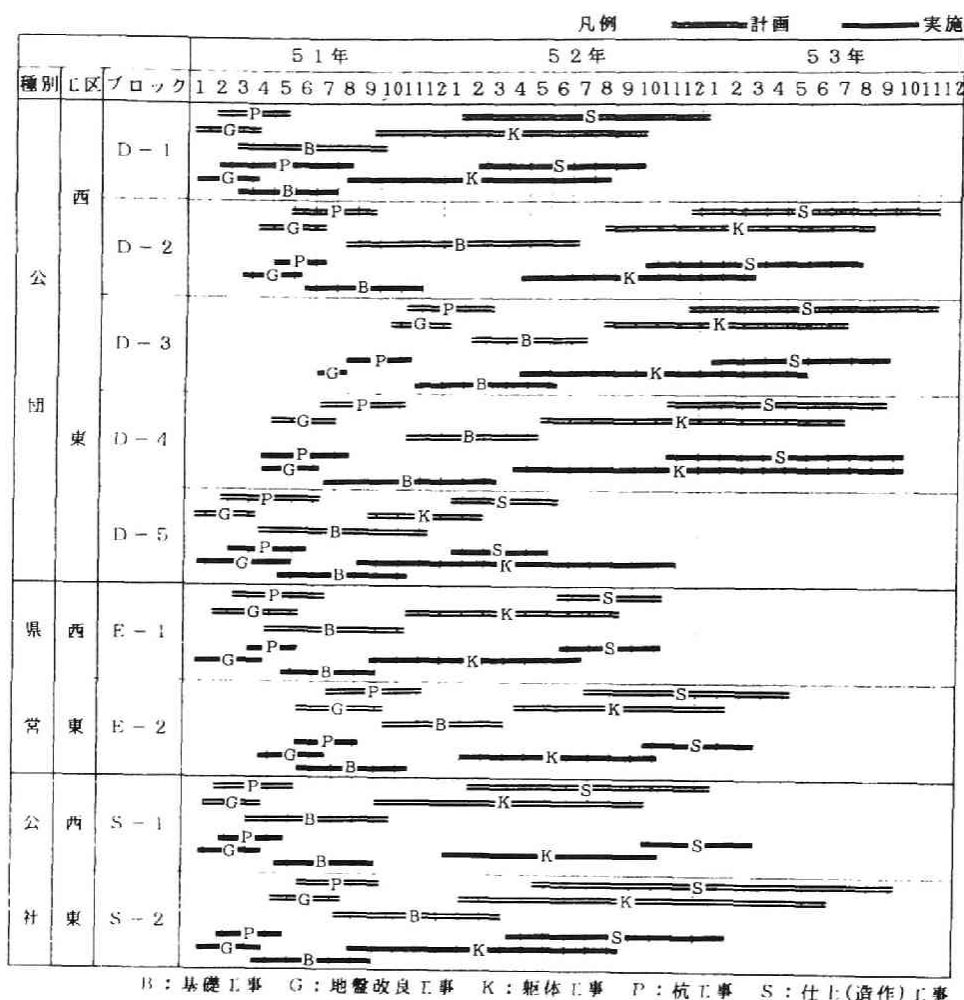 凡例 計画 実施
51年 52年 53年
種別 工区 ブロック 1 2 3 4 5 6 7 8 9 10 11 12 1 2 3 4 5 6 7 8 9 10 11 12 1 2 3 4 5 6 7 8 9 10 11 12
公団
西
D-1
P S
G K
B
P S
G K
B
D-2
P S
G K
B
P S
G K
B
東
D-3
P S
G K
B
P S
G K
B
D-4
P S
G K
B
P S
G K
B
D-5
P S
G K
B
P S
G K
B
県営
西
E-1
P S
G K
B
P S
G K
B
東
E-2
P S
G K
B
P S
G K
B
公社
西
S-1
P S
G K
B
P S
G K
B
東
S-2
P S
G K
B
P S
G K
B
B:基礎工事 G:地盤改良工事 K:躯体工事 P:杭工事 S:仕上(造作)工事